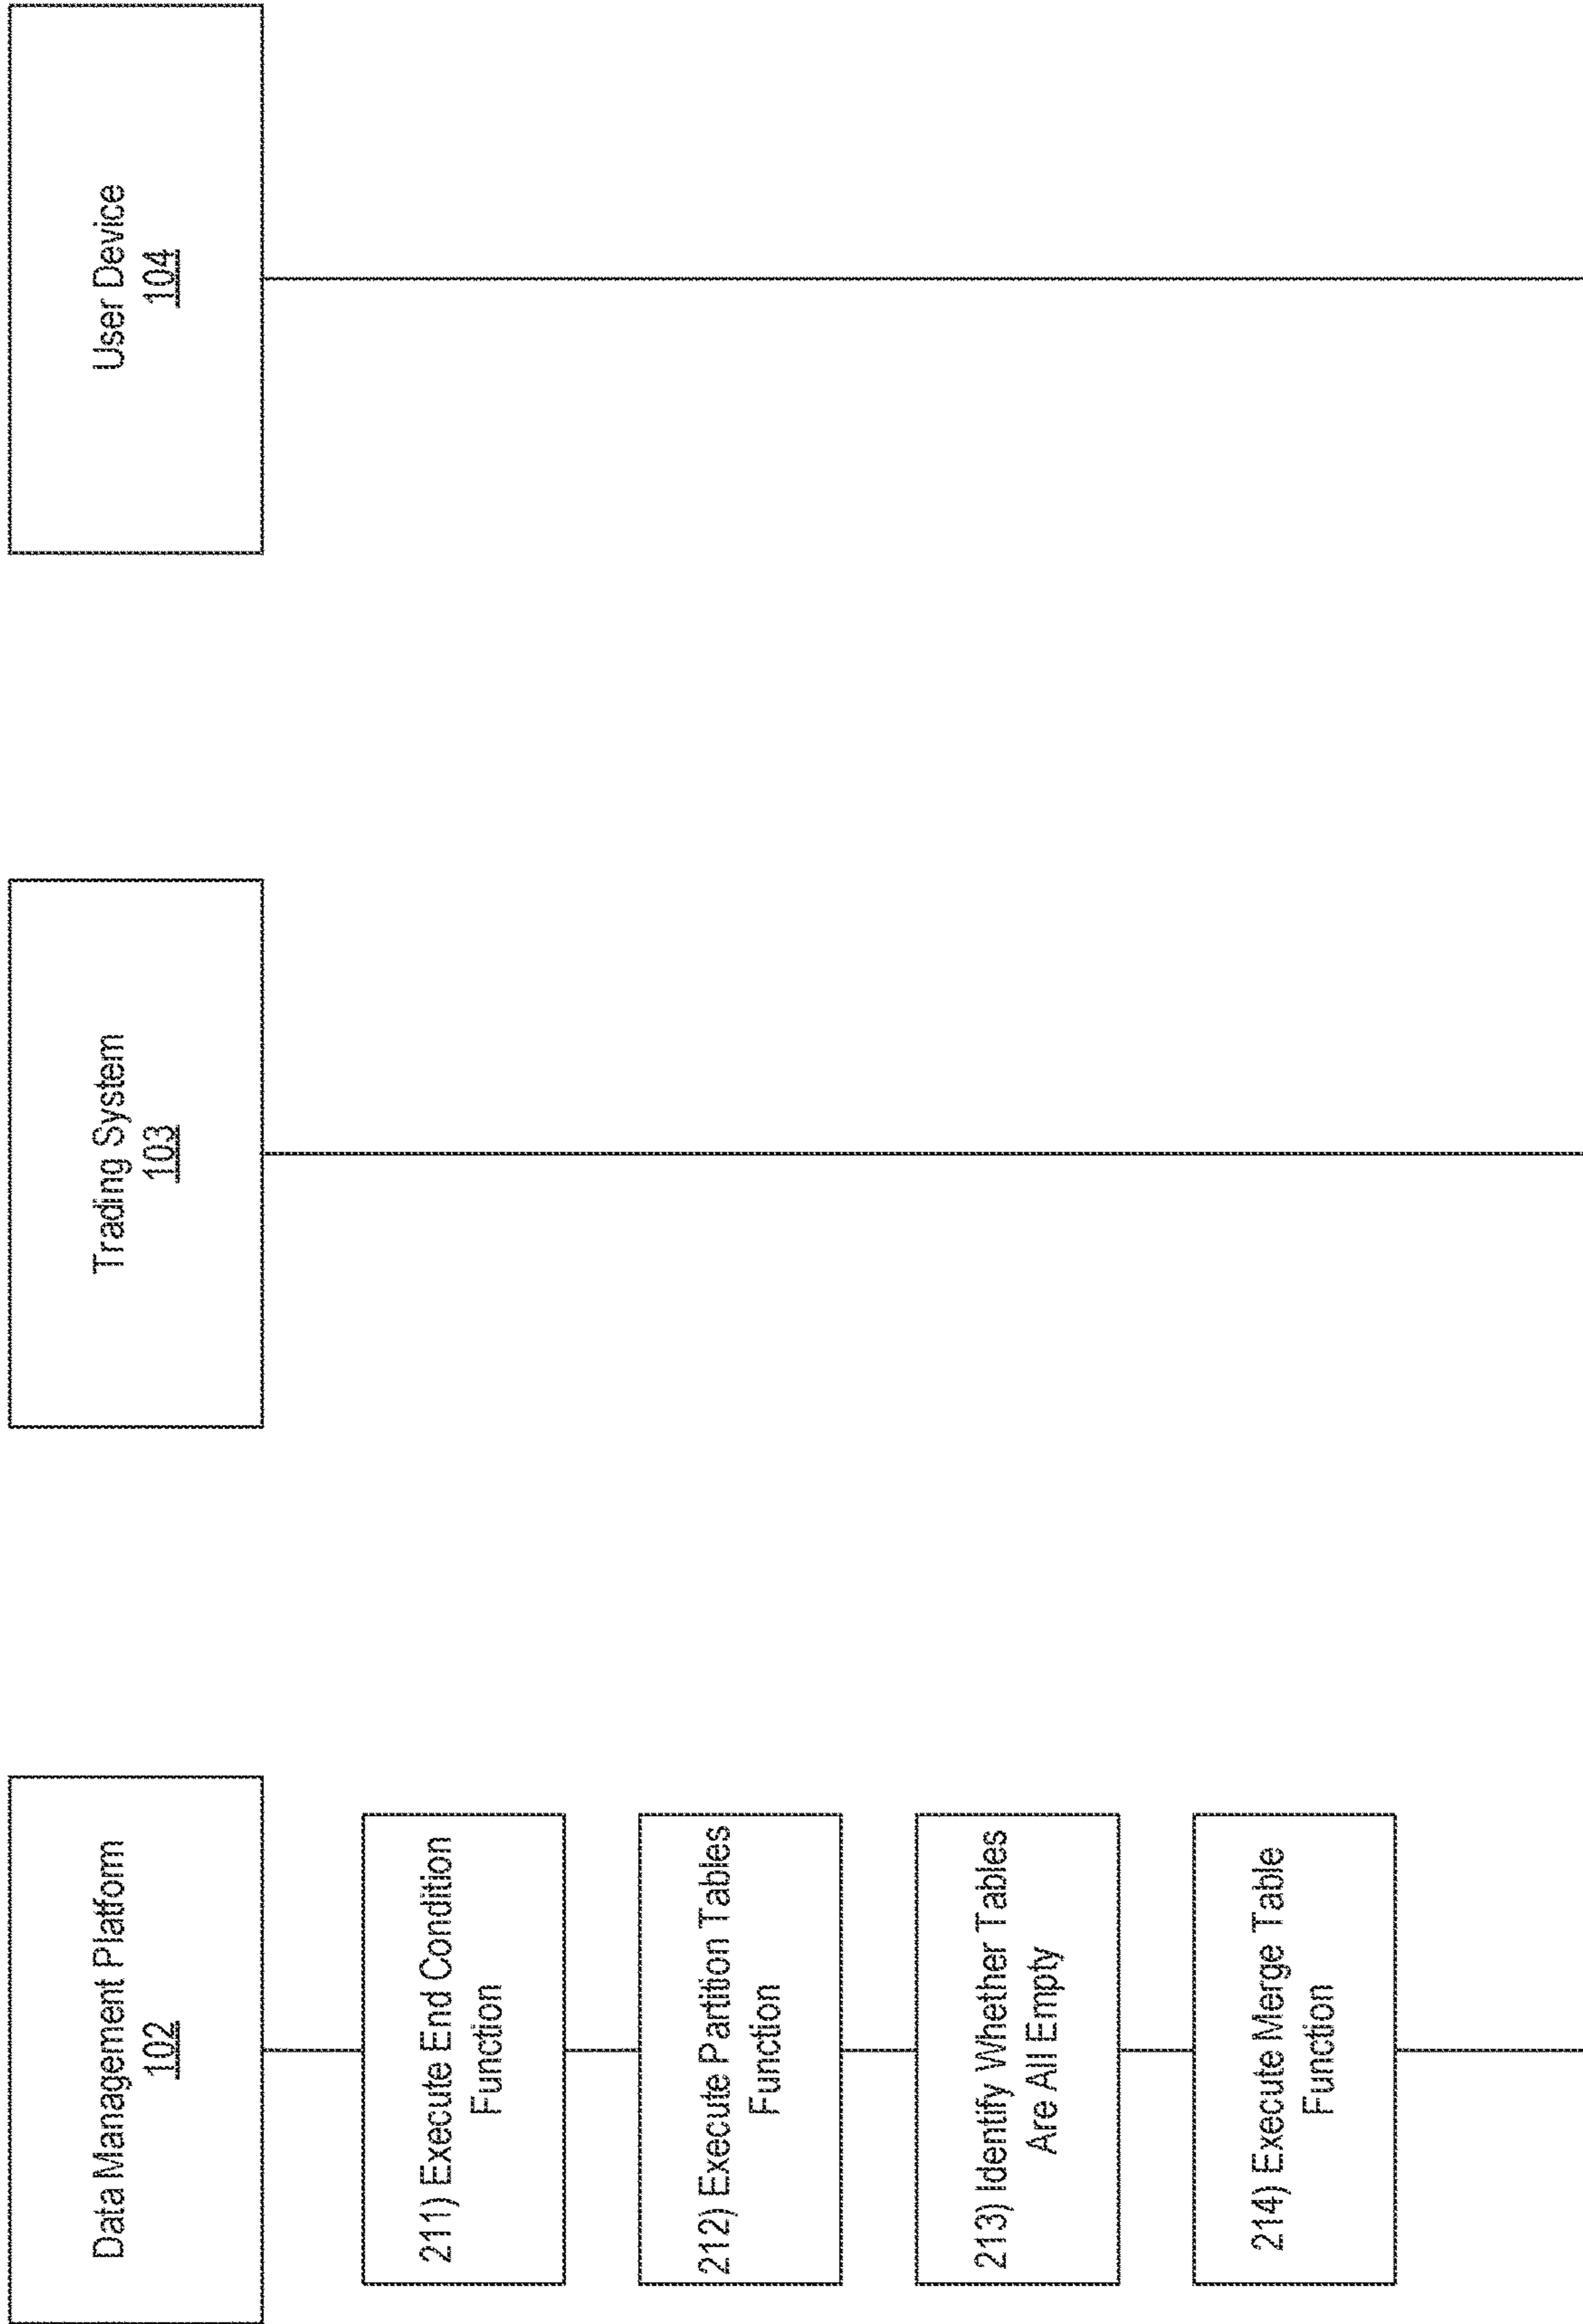 Data Management Platform
102
Trading System
103
User Device
104
211) Execute End Condition
Function
212) Execute Partition Tables
Function
213) Identify Whether Tables
Are All Empty
214) Execute Merge Table
Function